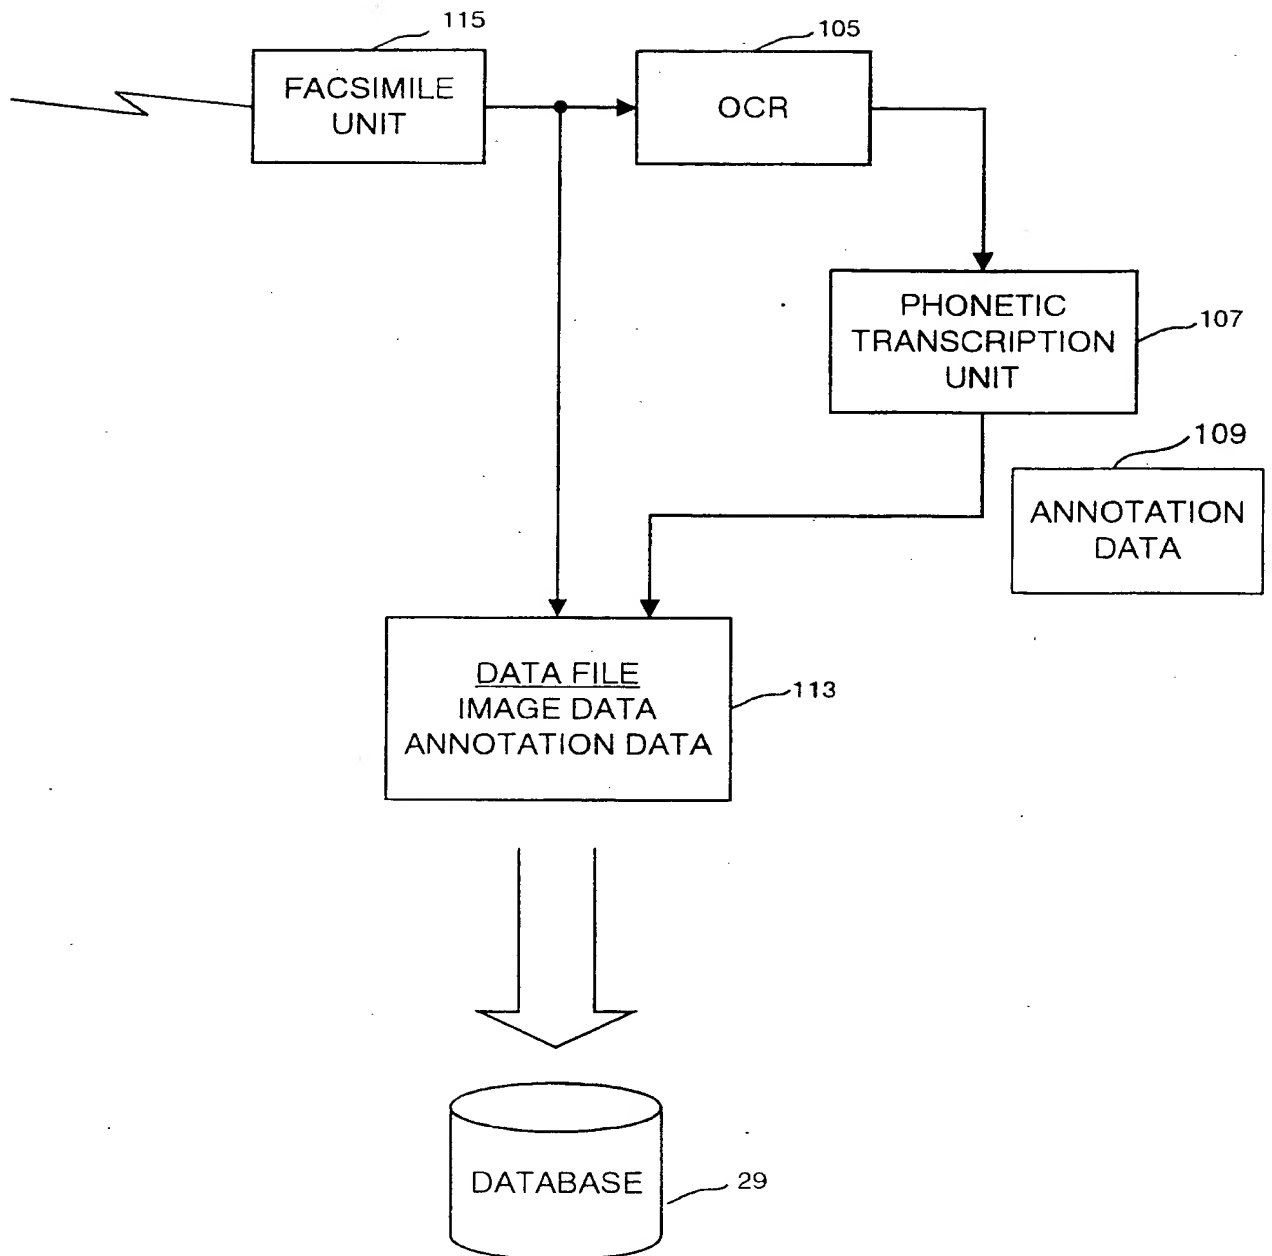 115
FACSIMILE
UNIT
105
OCR
PHONETIC
TRANSCRIPTION
UNIT
107
109
ANNOTATION
DATA
DATA FILE
IMAGE DATA
ANNOTATION DATA
113
DATABASE
29